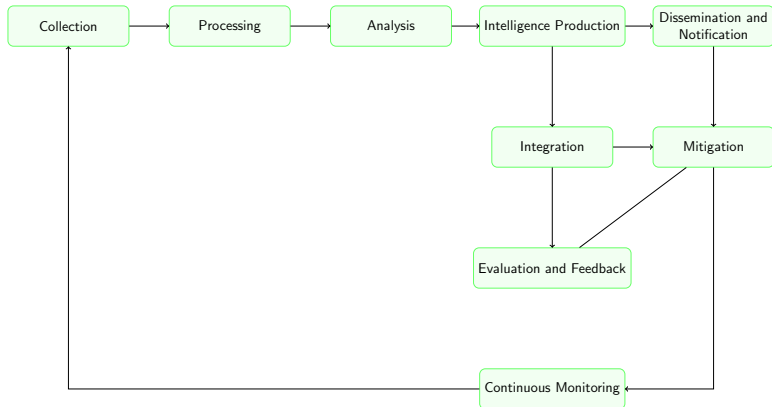 Collection
Processing
Analysis
Intelligence Production
Dissemination and
Notification
Integration
Mitigation
Evaluation and Feedback
Continuous Monitoring